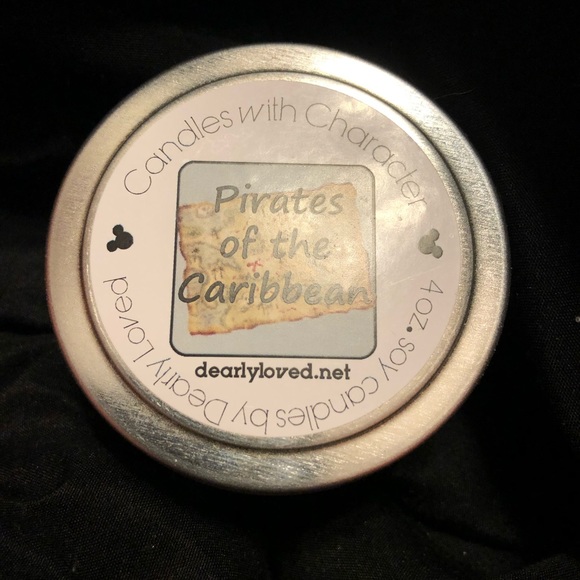 Candles with Character
Pirates
of the
Caribbean
dearlyloved.net
4 oz. soy candles by Dearly Loved